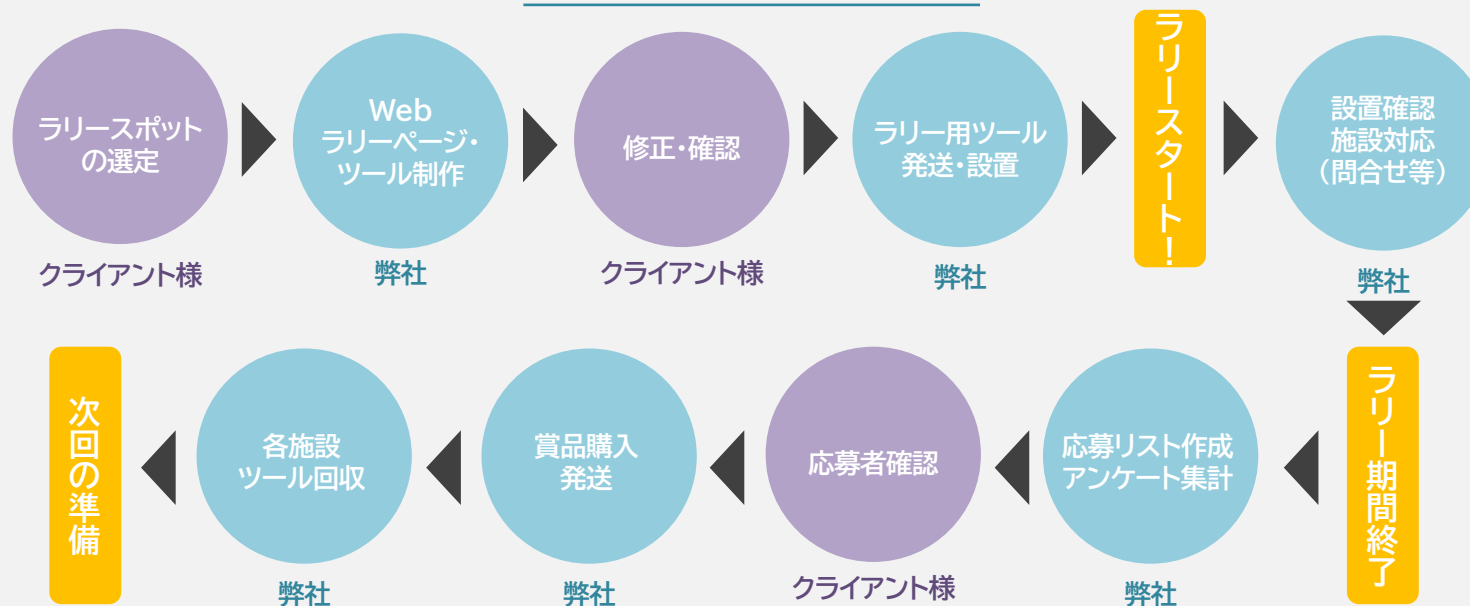 ラリースポット
の選定
クライアント様
Web
ラリーページ・
ツール制作
弊社
修正・確認
クライアント様
ラリー用ツール
発送・設置
弊社
ラリースタート！
設置確認
施設対応
（問合せ等）
弊社
ラリー期間終了
応募リスト作成
アンケート集計
弊社
応募者確認
クライアント様
賞品購入
発送
弊社
各施設
ツール回収
弊社
次回の準備